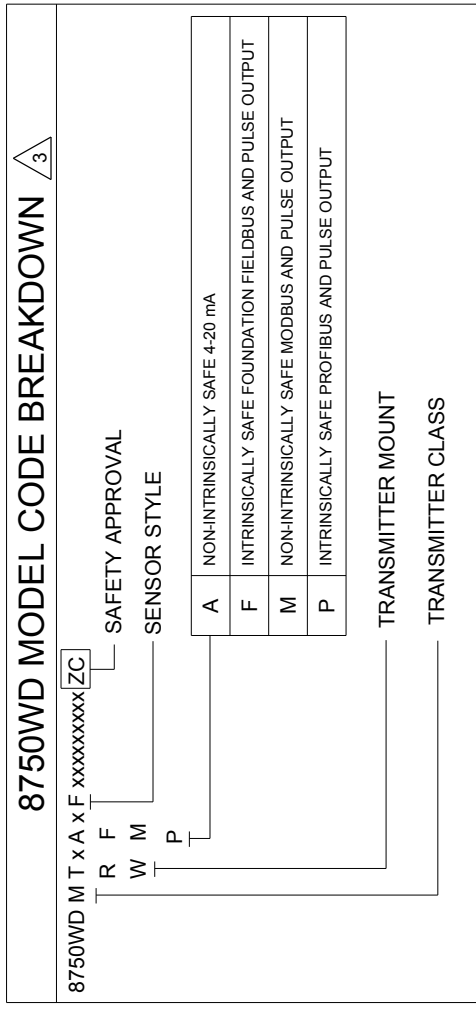 8750WD MODEL CODE BREAKDOWN 3
8750WD M T x A x F xxxxxxxxx ZC
R F
W M
P
SAFETY APPROVAL
SENSOR STYLE
A NON-INTRINSICALLY SAFE 4-20 mA
F INTRINSICALLY SAFE FOUNDATION FIELDBUS AND PULSE OUTPUT
M NON-INTRINSICALLY SAFE MODBUS AND PULSE OUTPUT
P INTRINSICALLY SAFE PROFIBUS AND PULSE OUTPUT
TRANSMITTER MOUNT
TRANSMITTER CLASS